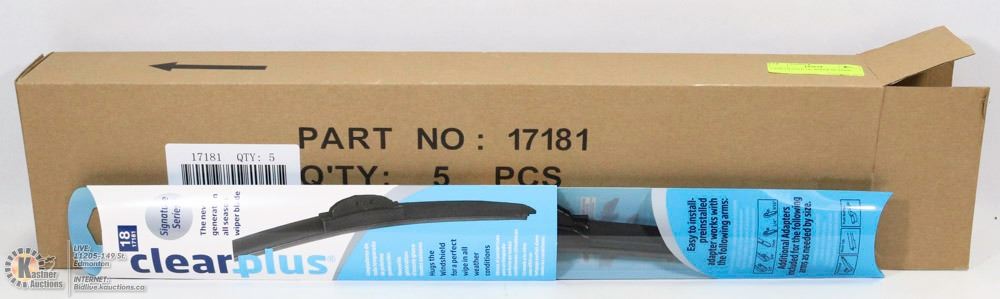 PART NO: 17181
Q'TY: 5 PCS
17181 QTY: 5
Signature
Series
18
17181
The new
generation
all season
wiper blade
clearplus
Hugs the
Windshield
for a perfect
wipe in all
weather
conditions
Easy to install-
preinstalled
adapter works with
the following arms:
Additional Adapters
included for the following
arms as needed by size.
LIVE:
11205-149 St.
Edmonton
INTERNET:
Bidlive.kauctions.ca
Kastner
Auctions